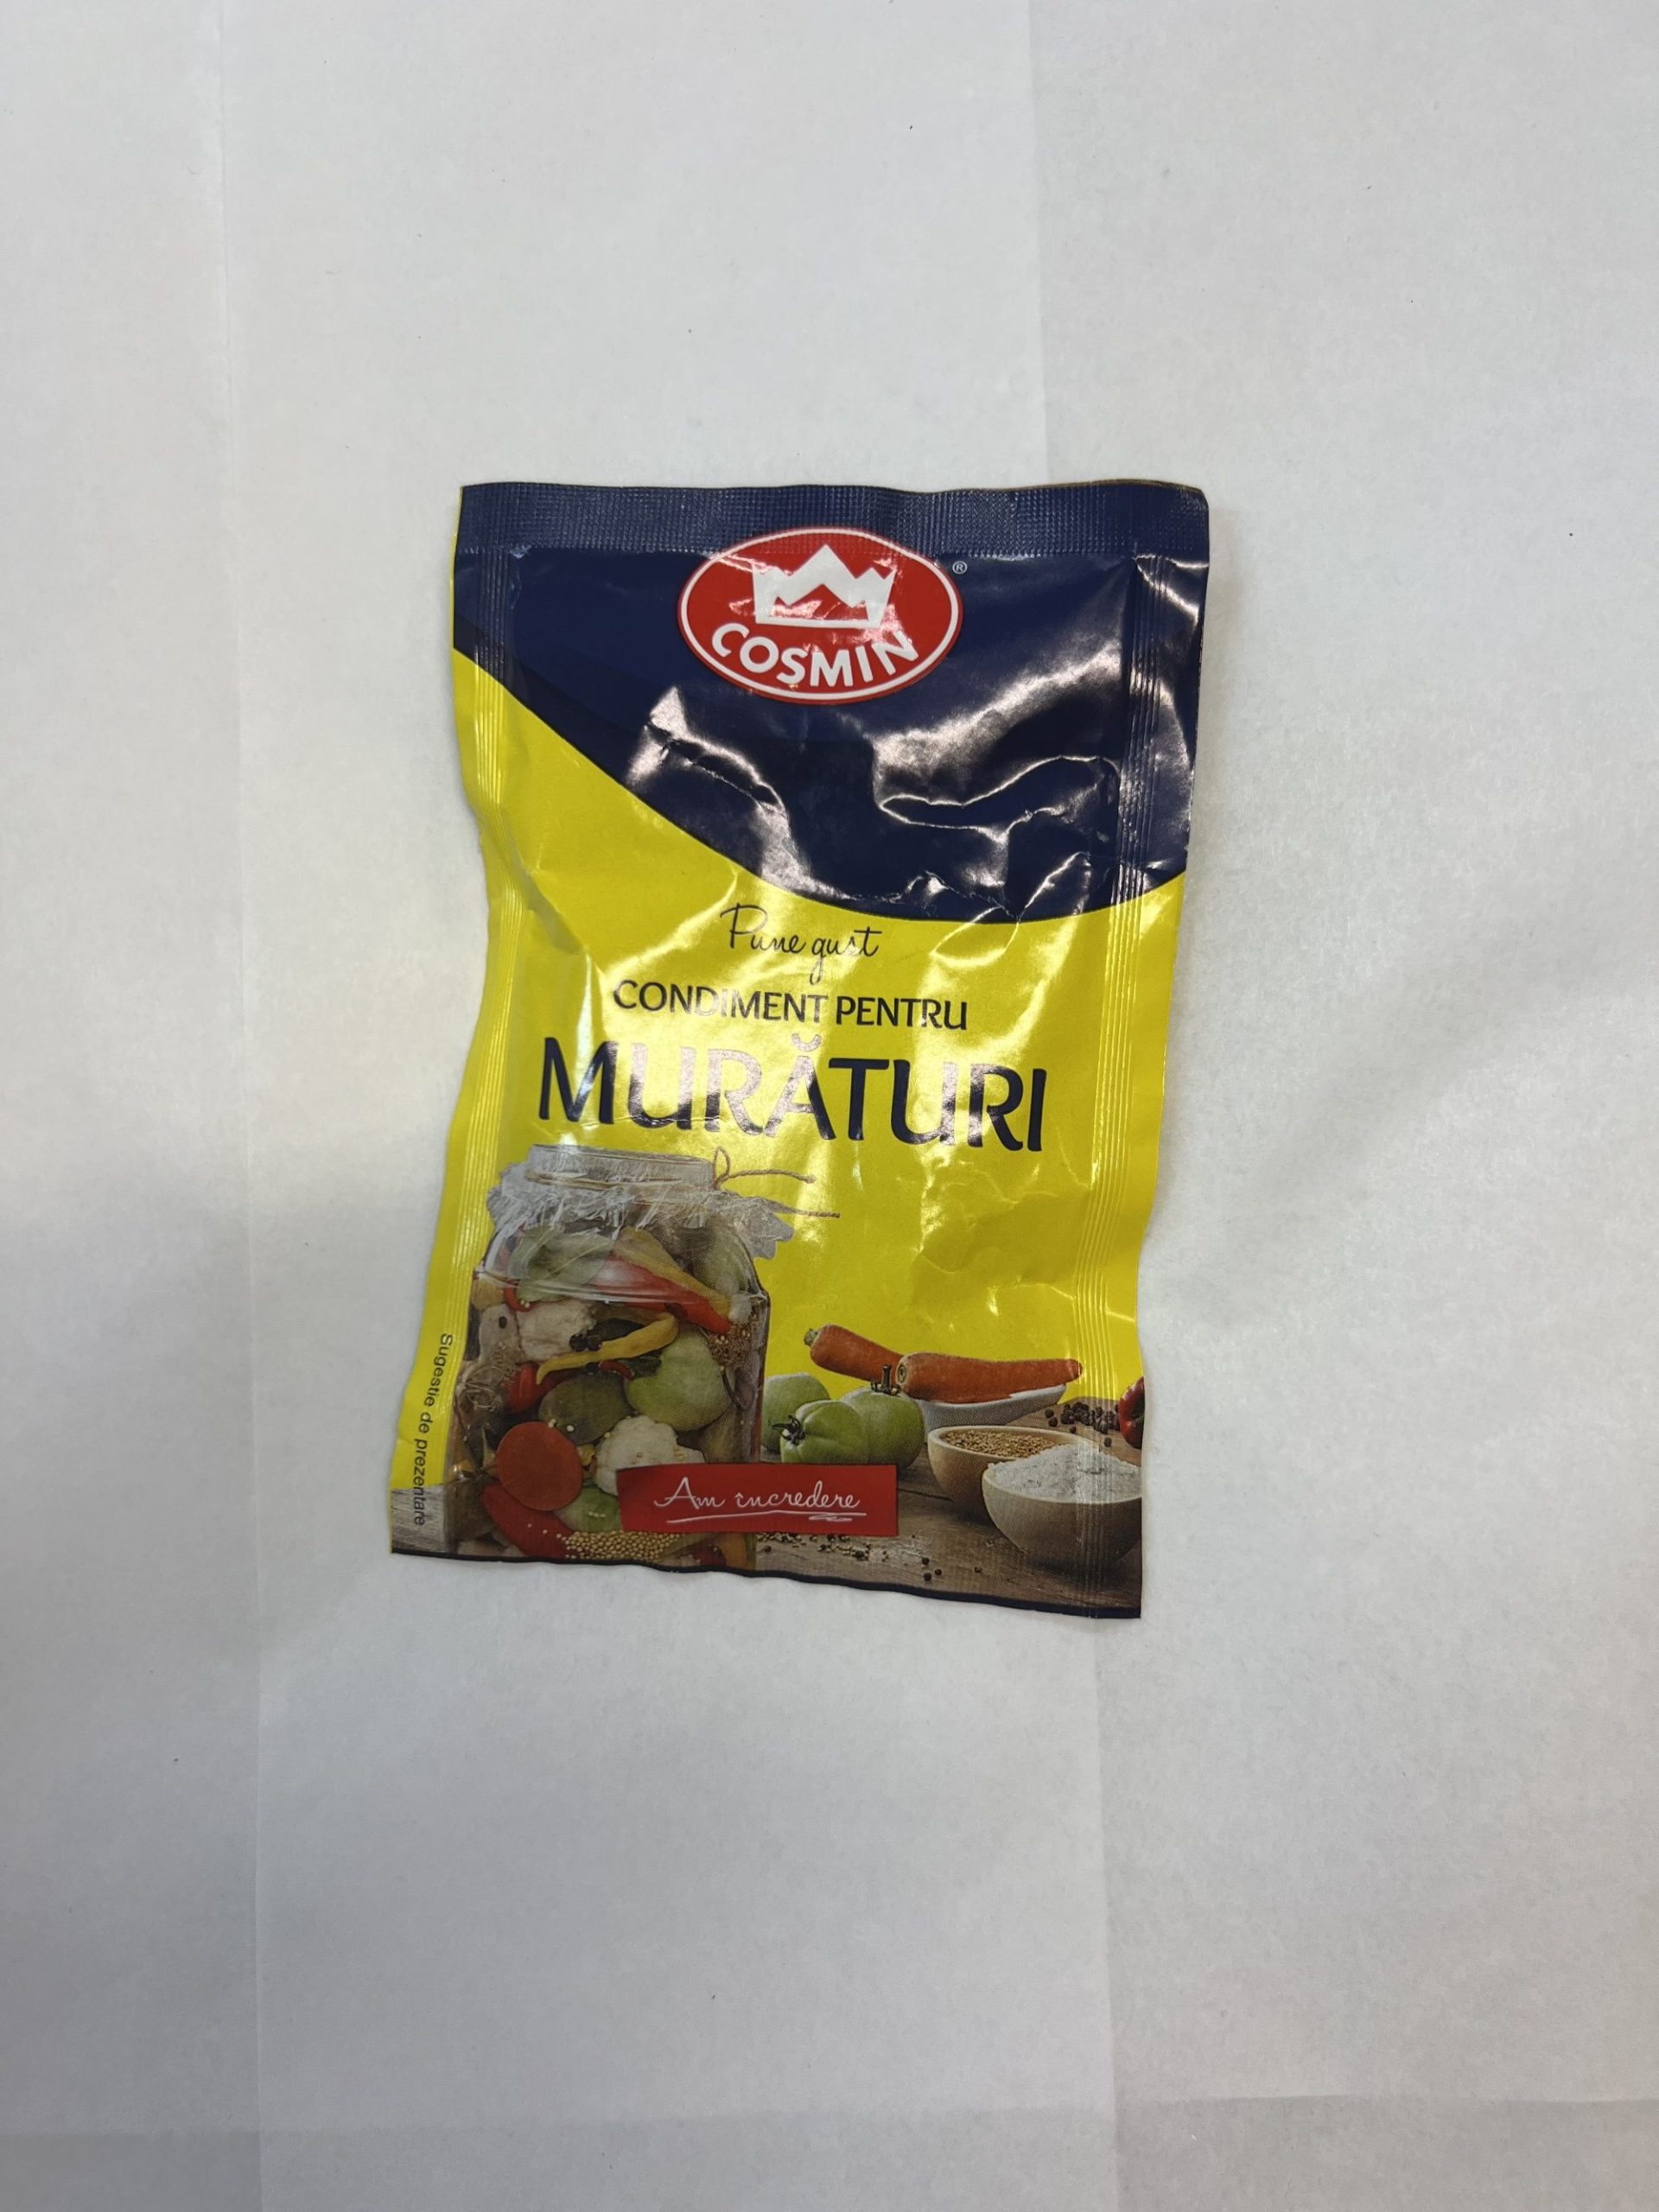 COSMIN
®
Pune gust
CONDIMENT PENTRU
MURĂTURI
Sugestie de prezentare
Am încredere